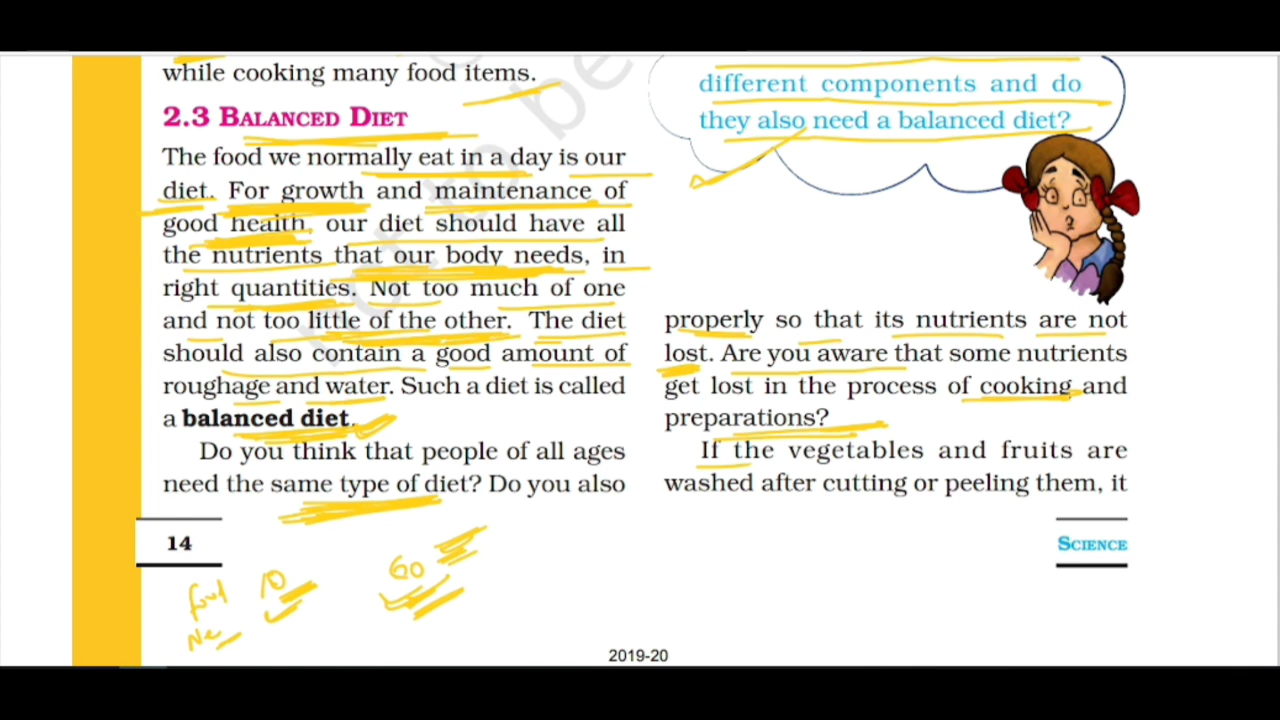 while cooking many food items.
2.3 BALANCED DIET
The food we normally eat in a day is our
diet. For growth and maintenance of
good health, our diet should have all
the nutrients that our body needs, in
right quantities. Not too much of one
and not too little of the other. The diet
should also contain a good amount of
roughage and water. Such a diet is called
a balanced diet.
Do you think that people of all ages
need the same type of diet? Do you also
different components and do
they also need a balanced diet?
properly so that its nutrients are not
lost. Are you aware that some nutrients
get lost in the process of cooking and
preparations?
If the vegetables and fruits are
washed after cutting or peeling them, it
14
SCIENCE
10
60
2019-20